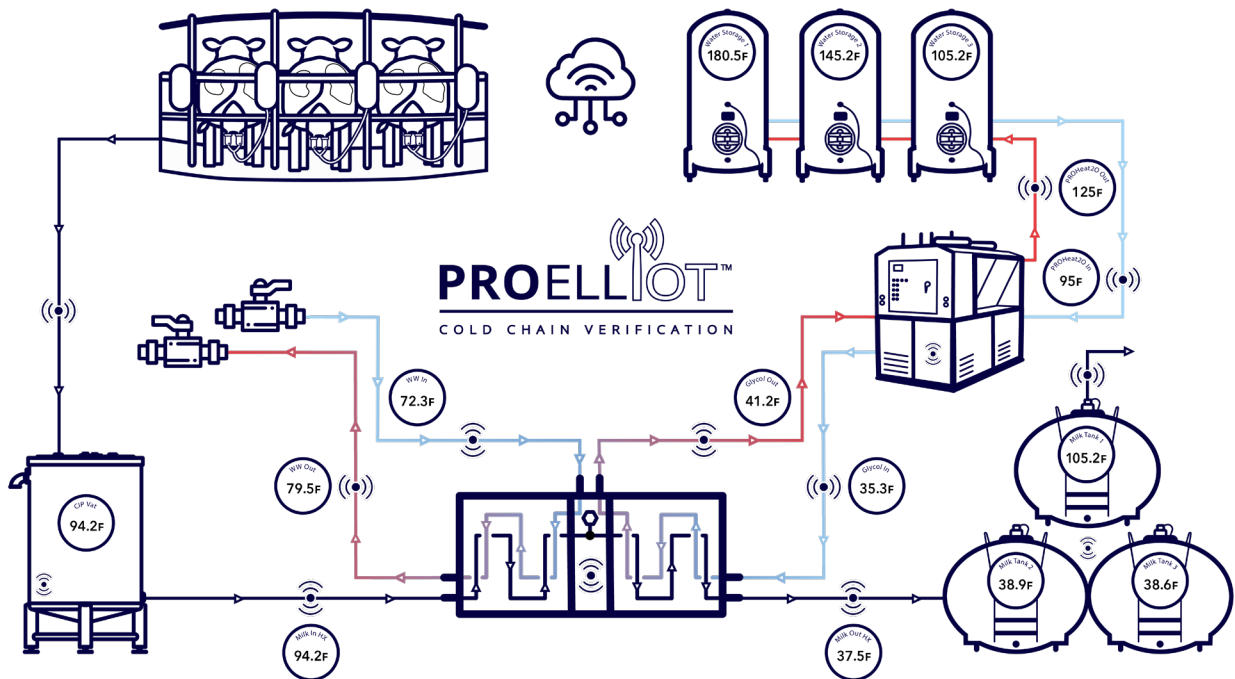 Water Storage 1
180.5F
Water Storage 2
145.2F
Water Storage 3
105.2F
PROHeat2O Out
125F
PROHeat2O In
95F
PROELLIOT™
COLD CHAIN VERIFICATION
WW In
72.3F
Glycol Out
41.2F
WW Out
79.5F
Glycol In
35.3F
CIP Vat
94.2F
Milk Tank 1
105.2F
Milk Tank 2
38.9F
Milk Tank 3
38.6F
Milk In HX
94.2F
Milk Out HX
37.5F